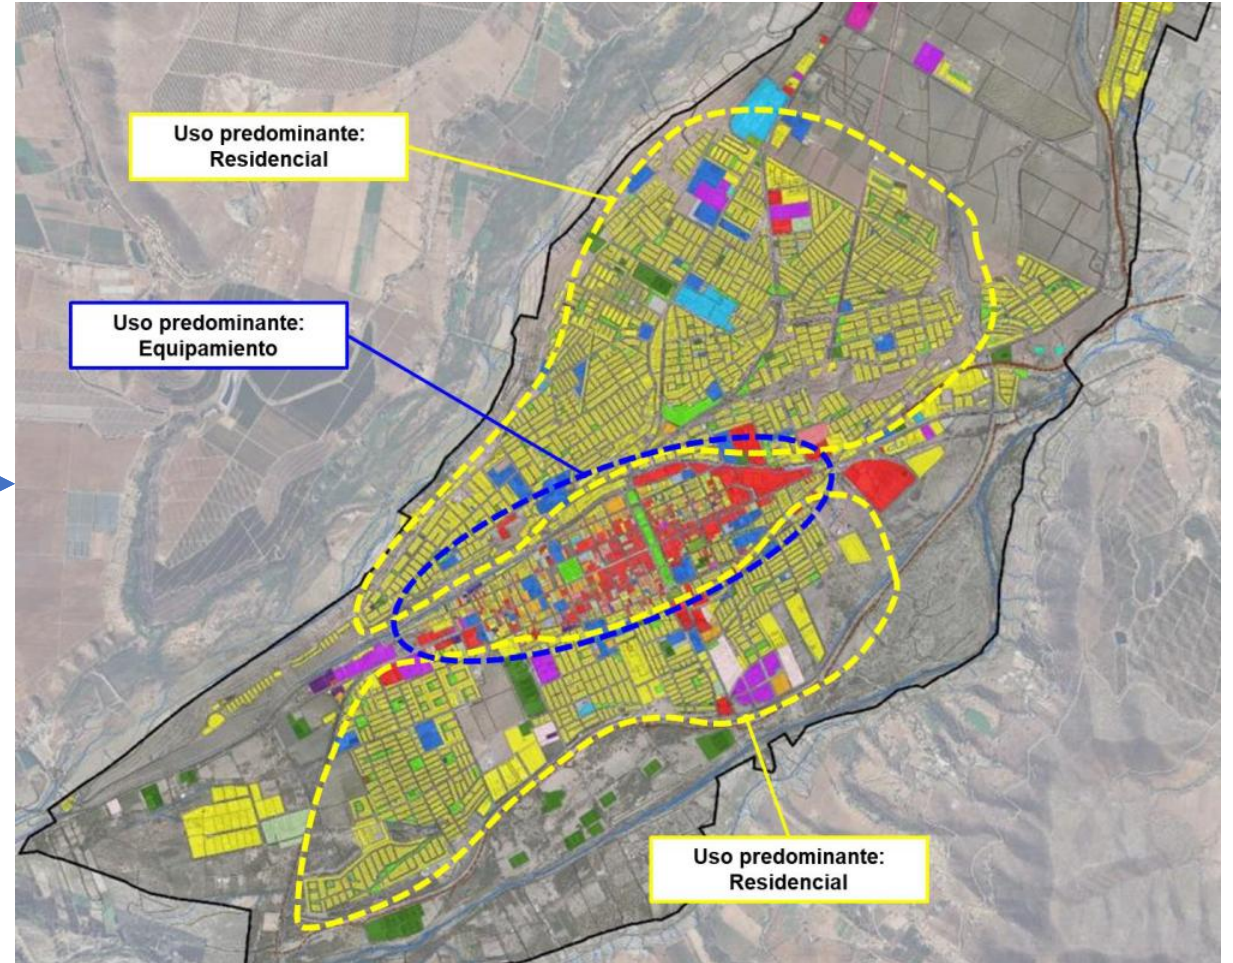 Uso predominante:
Residencial
Uso predominante:
Equipamiento
Uso predominante:
Residencial